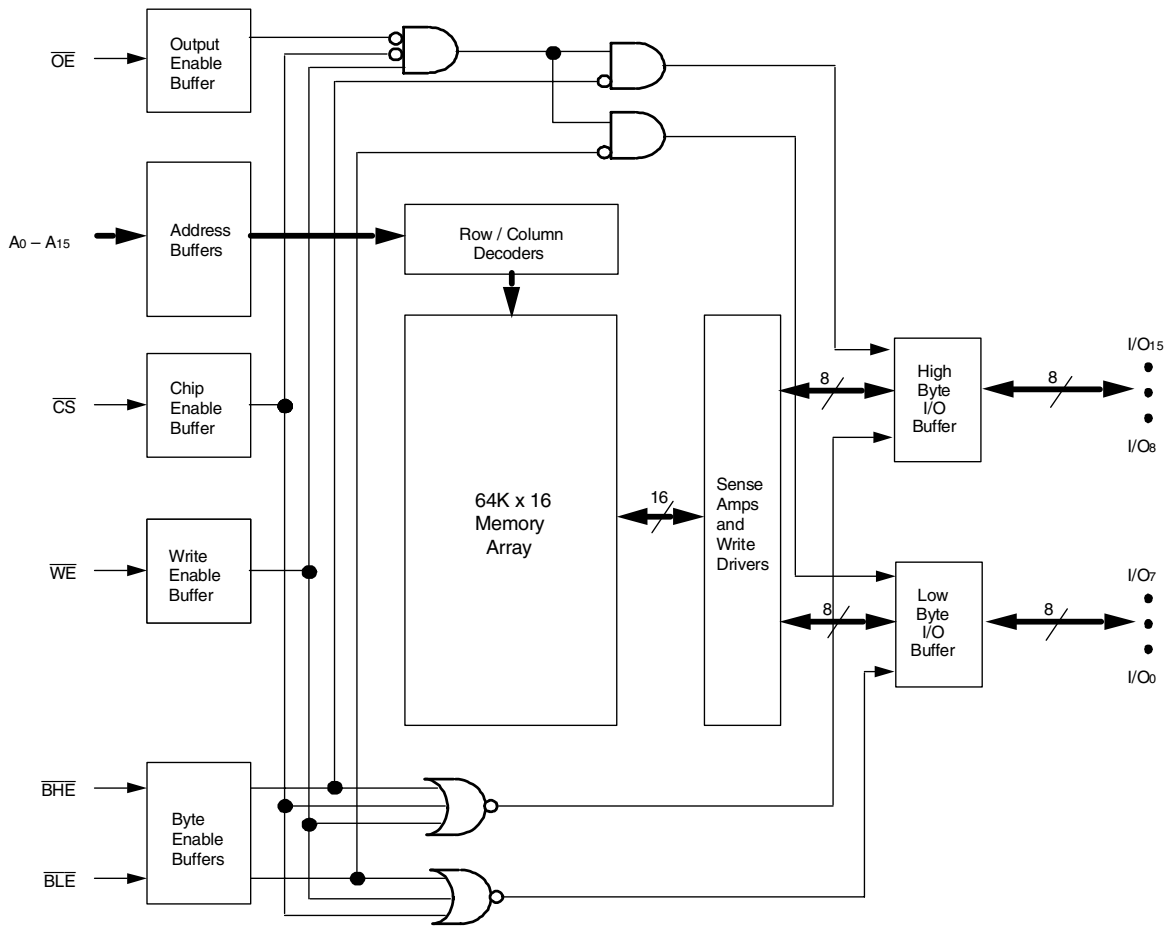 OE
Output
Enable
Buffer
A0 – A15
Address
Buffers
Row / Column
Decoders
CS
Chip
Enable
Buffer
WE
Write
Enable
Buffer
64K x 16
Memory
Array
16
Sense
Amps
and
Write
Drivers
8
High
Byte
I/O
Buffer
8
I/O15
I/O8
8
Low
Byte
I/O
Buffer
8
I/O7
I/O0
BHE
Byte
Enable
Buffers
BLE